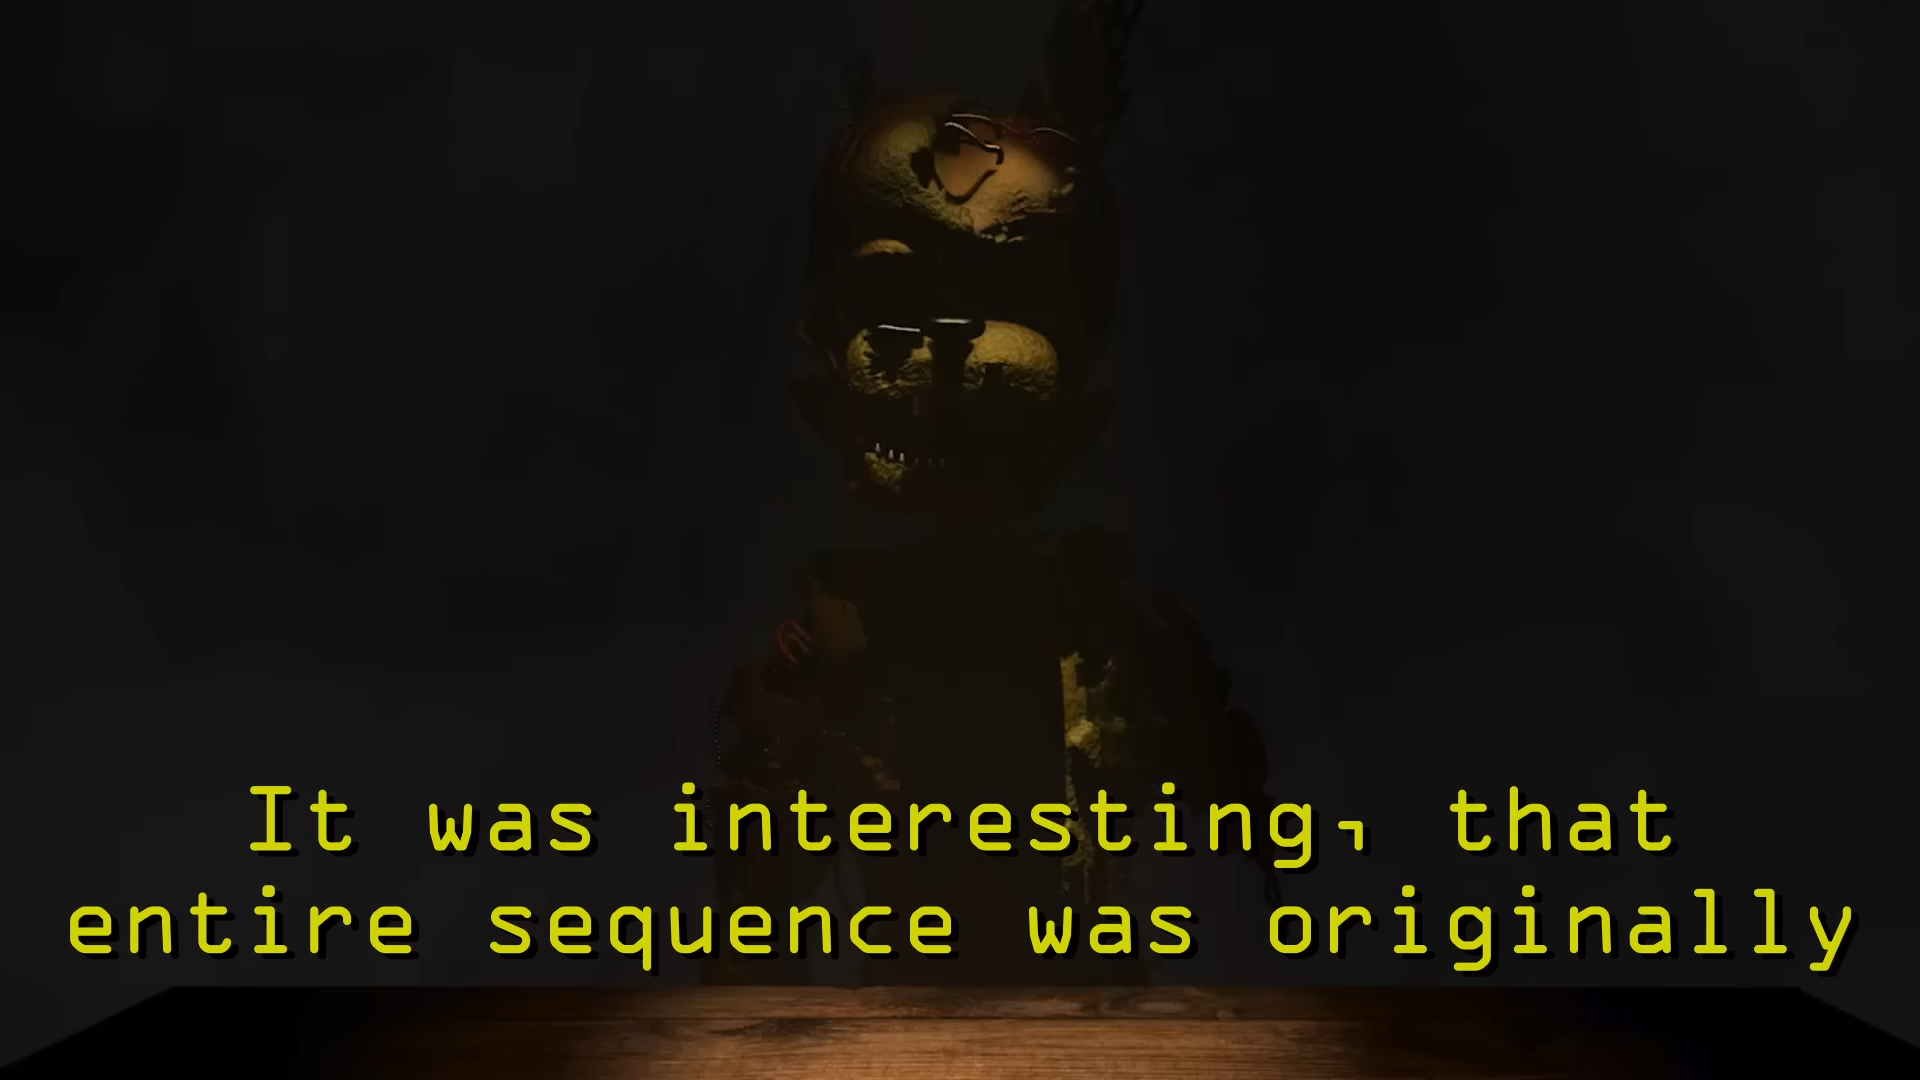 It was interesting, that
entire sequence was originally